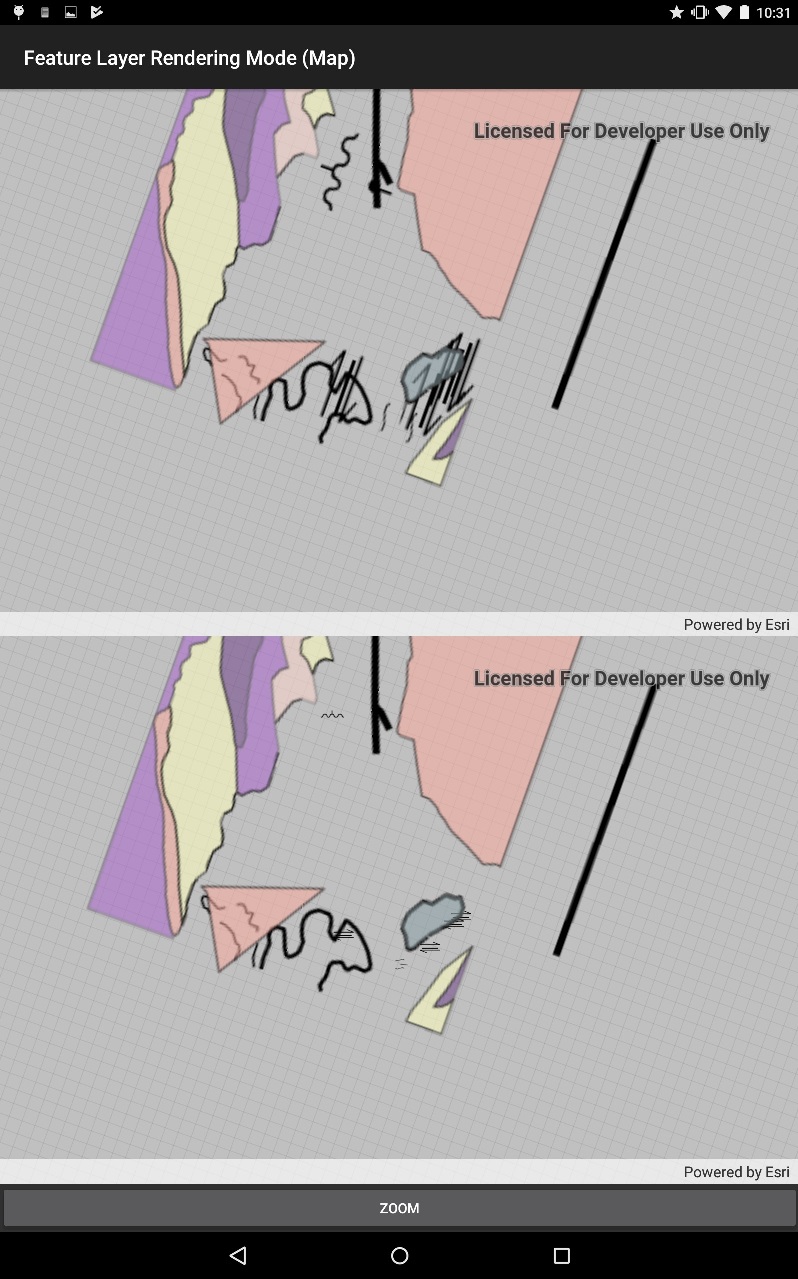 10:31
Feature Layer Rendering Mode (Map)
Licensed For Developer Use Only
Powered by Esri
Licensed For Developer Use Only
Powered by Esri
ZOOM